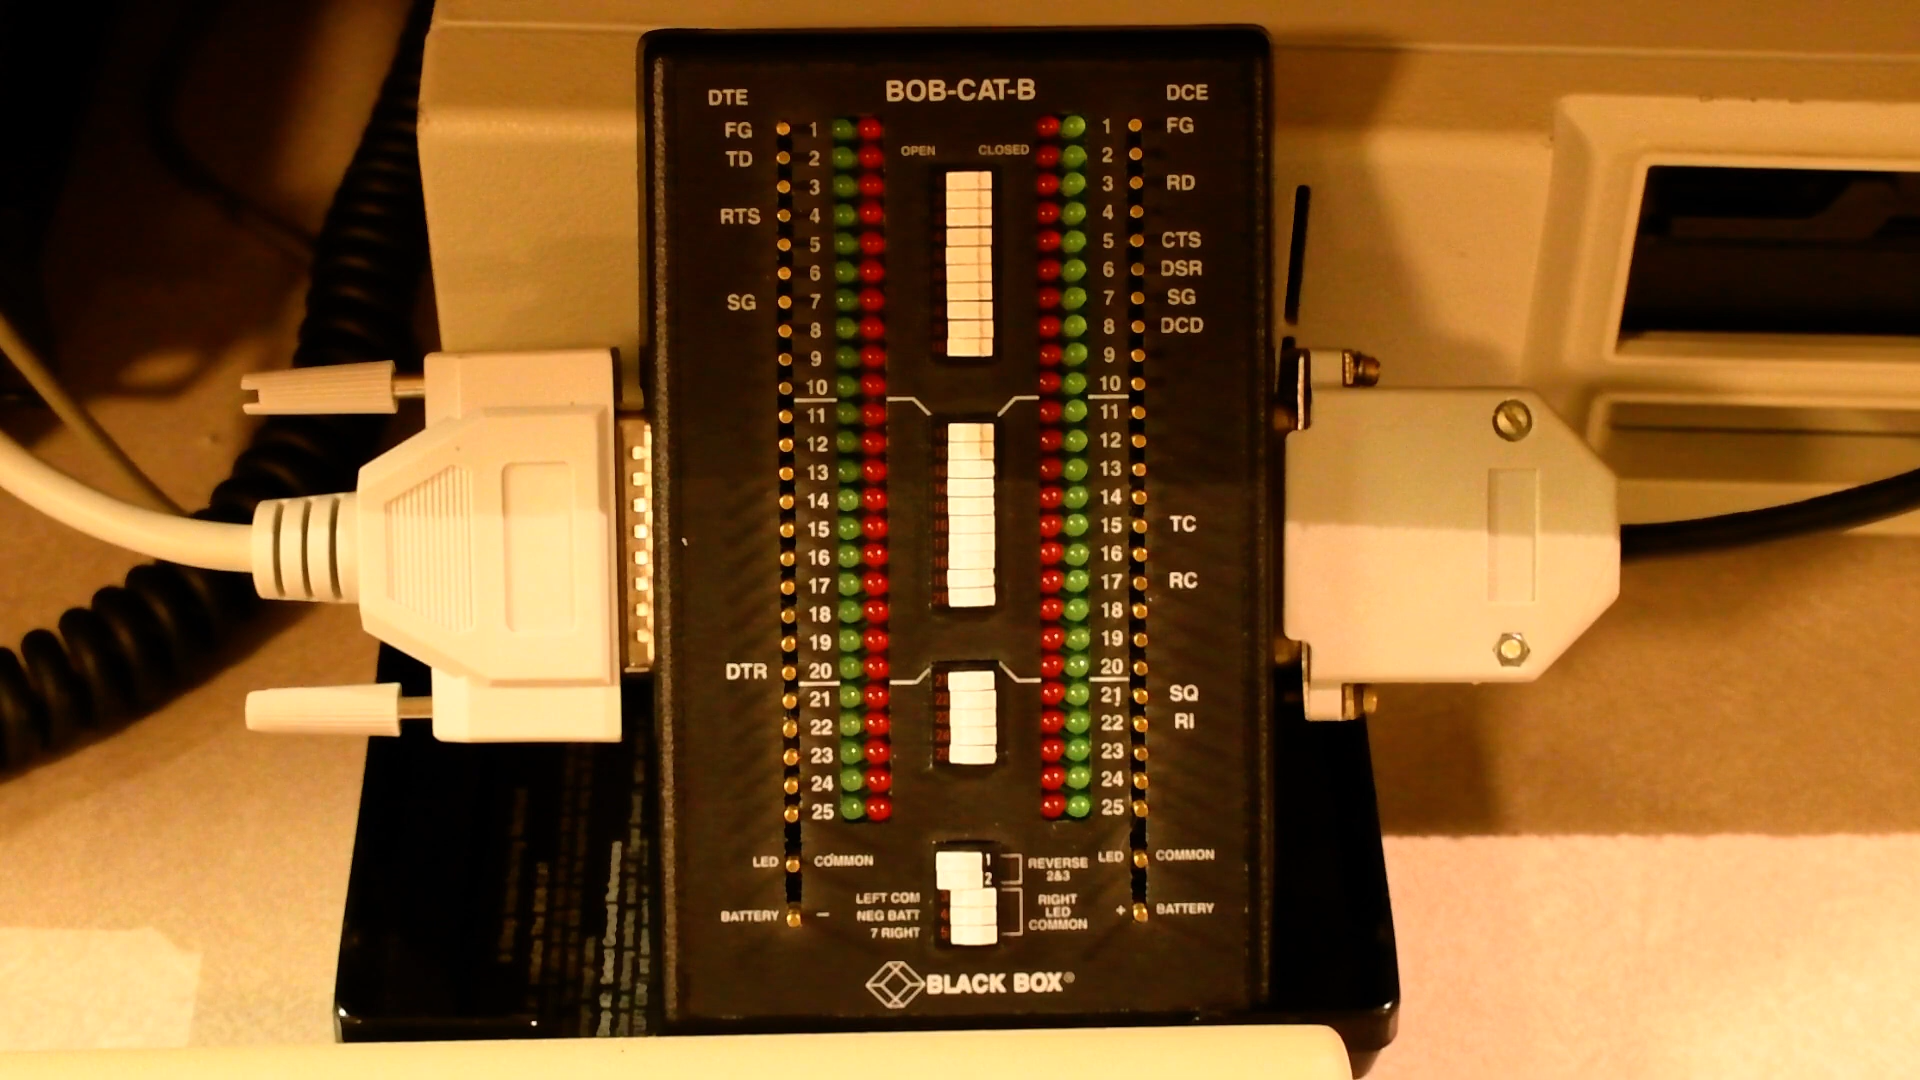 BOB-CAT-B
DTE DCE
FG 1 1 FG
TD 2 OPEN CLOSED 2
3 3 RD
RTS 4 4
5 5 CTS
6 6 DSR
SG 7 7 SG
8 8 DCD
9 9
10 10
11 11
12 12
13 13
14 14
15 15 TC
16 16
17 17 RC
18 18
19 19
DTR 20 20
21 21 SQ
22 22 RI
23 23
24 24
25 25
LED COMMON 1 REVERSE LED COMMON
2 2&3
LEFT COM RIGHT
BATTERY − NEG BATT LED + BATTERY
7 RIGHT COMMON
BLACK BOX®